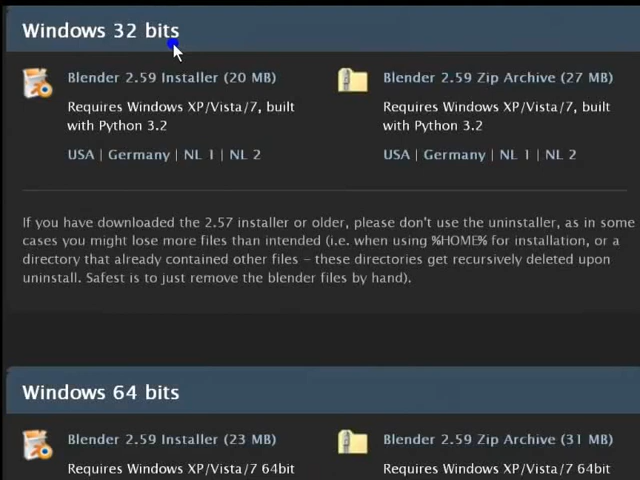 Windows 32 bits
Blender 2.59 Installer (20 MB)
Requires Windows XP/Vista/7, built
with Python 3.2
USA | Germany | NL 1 | NL 2
Blender 2.59 Zip Archive (27 MB)
Requires Windows XP/Vista/7, built
with Python 3.2
USA | Germany | NL 1 | NL 2
If you have downloaded the 2.57 installer or older, please don't use the uninstaller, as in some
cases you might lose more files than intended (i.e. when using %HOME% for installation, or a
directory that already contained other files – these directories get recursively deleted upon
uninstall. Safest is to just remove the blender files by hand).
Windows 64 bits
Blender 2.59 Installer (23 MB)
Requires Windows XP/Vista/7 64bit
Blender 2.59 Zip Archive (31 MB)
Requires Windows XP/Vista/7 64bit